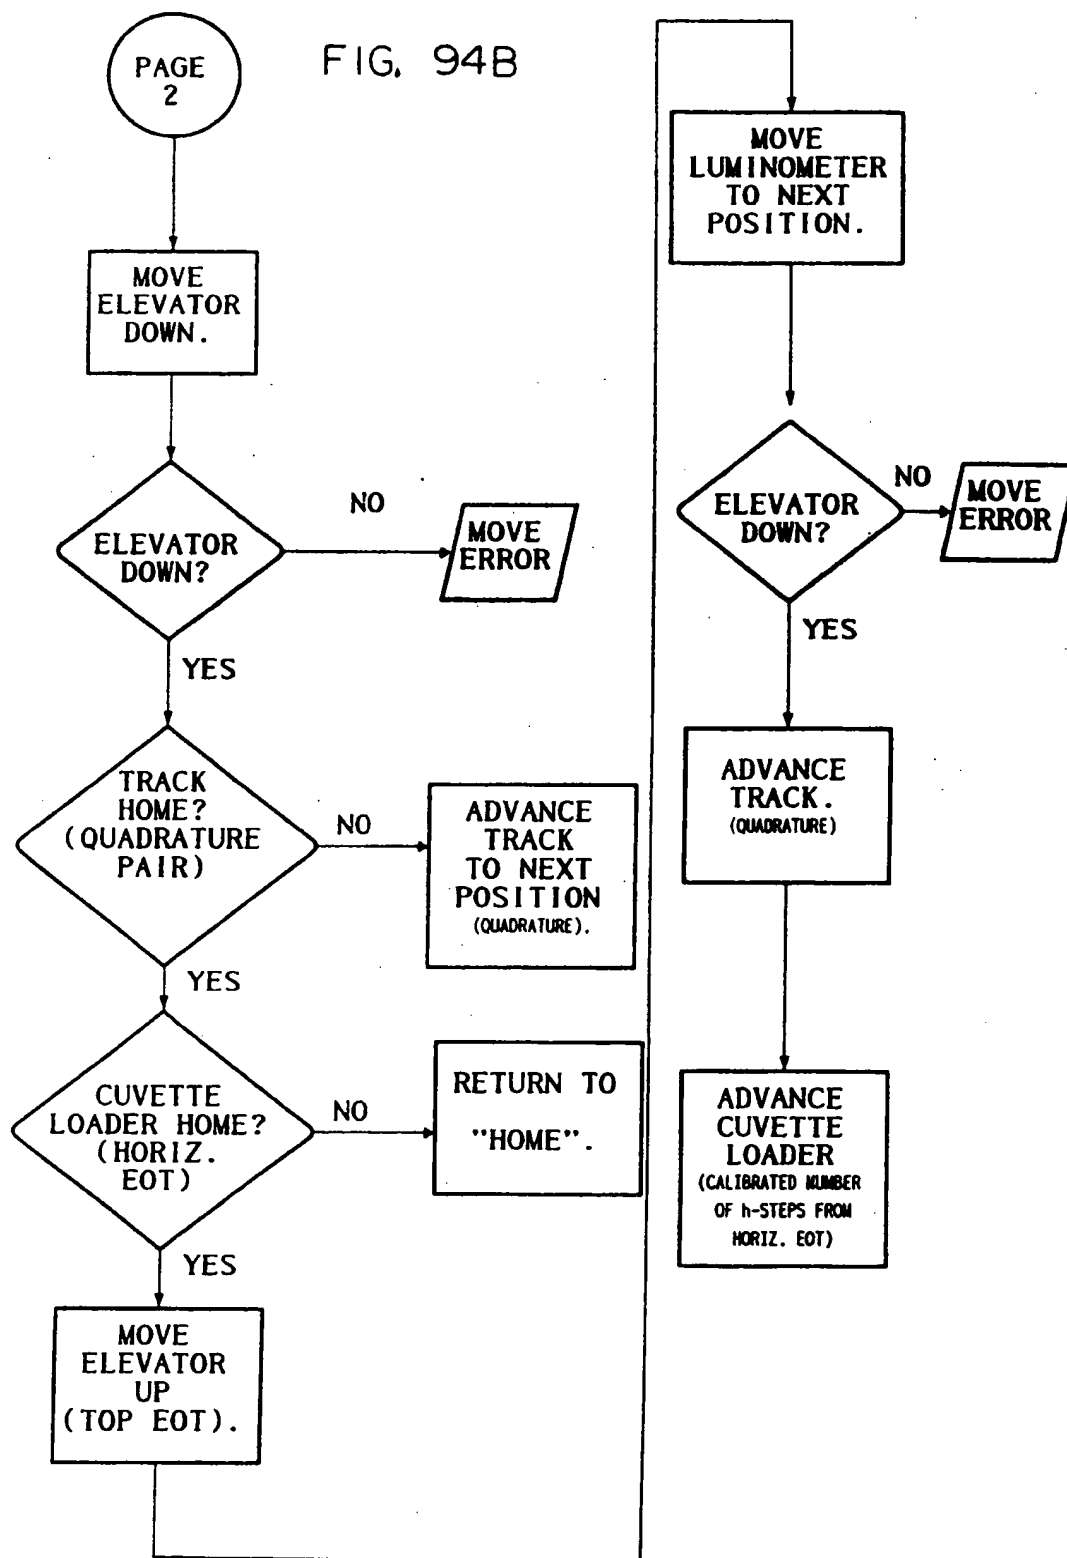 FIG. 94B
PAGE
2
MOVE
ELEVATOR
DOWN.
ELEVATOR
DOWN?
NO
MOVE
ERROR
YES
TRACK
HOME?
(QUADRATURE
PAIR)
NO
ADVANCE
TRACK
TO NEXT
POSITION
(QUADRATURE).
YES
CUVETTE
LOADER HOME?
(HORIZ.
EOT)
NO
RETURN TO
"HOME".
YES
MOVE
ELEVATOR
UP
(TOP EOT).
MOVE
LUMINOMETER
TO NEXT
POSITION.
ELEVATOR
DOWN?
NO
MOVE
ERROR
YES
ADVANCE
TRACK.
(QUADRATURE)
ADVANCE
CUVETTE
LOADER
(CALIBRATED NUMBER
OF h-STEPS FROM
HORIZ. EOT)